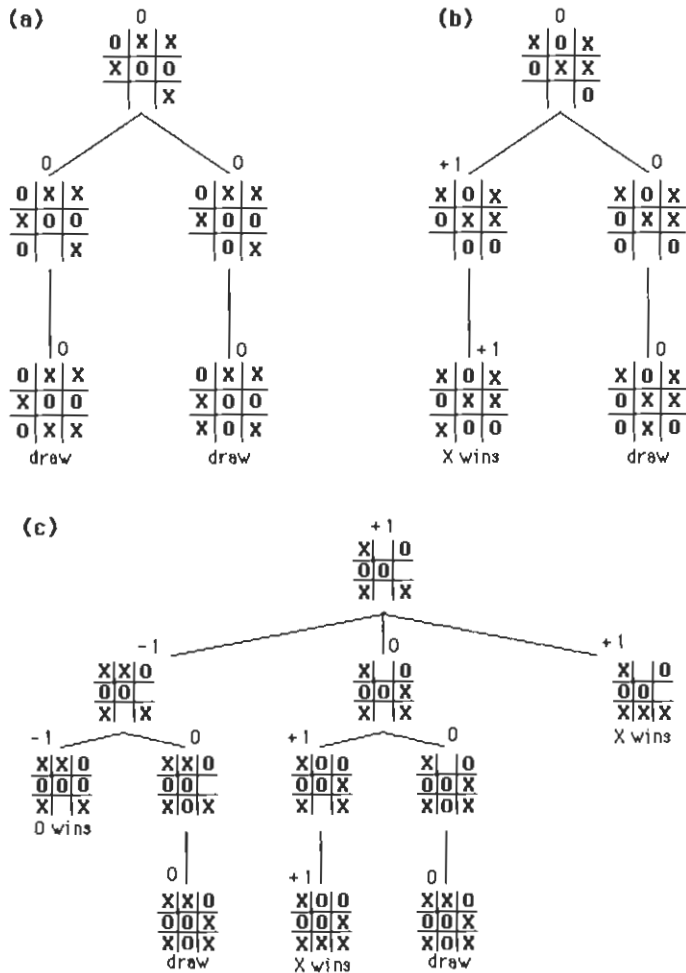 (a)
0
O X X
X O O
X
0 0
O X X O X X
X O O X O O
O X O X
0 0
O X X O X X
X O O X O O
O X X X O X
draw draw
(b)
0
X O X
O X X
O
+1 0
X O X X O X
O X X O X X
O O O O
+1 0
X O X X O X
O X X O X X
X O O O X O
X wins draw
(c)
+1
X O
O O
X X
-1 0 +1
X X O X O X O
O O O O X O O
X X X X X X X
X wins
-1 0 +1 0
X X O X X O X O O X O
O O O O O O O X O O X
X X X O X X X X O X
O wins
0 +1 0
X X O X O O X X O
O O X O O X O O X
X O X X X X X O X
draw X wins draw